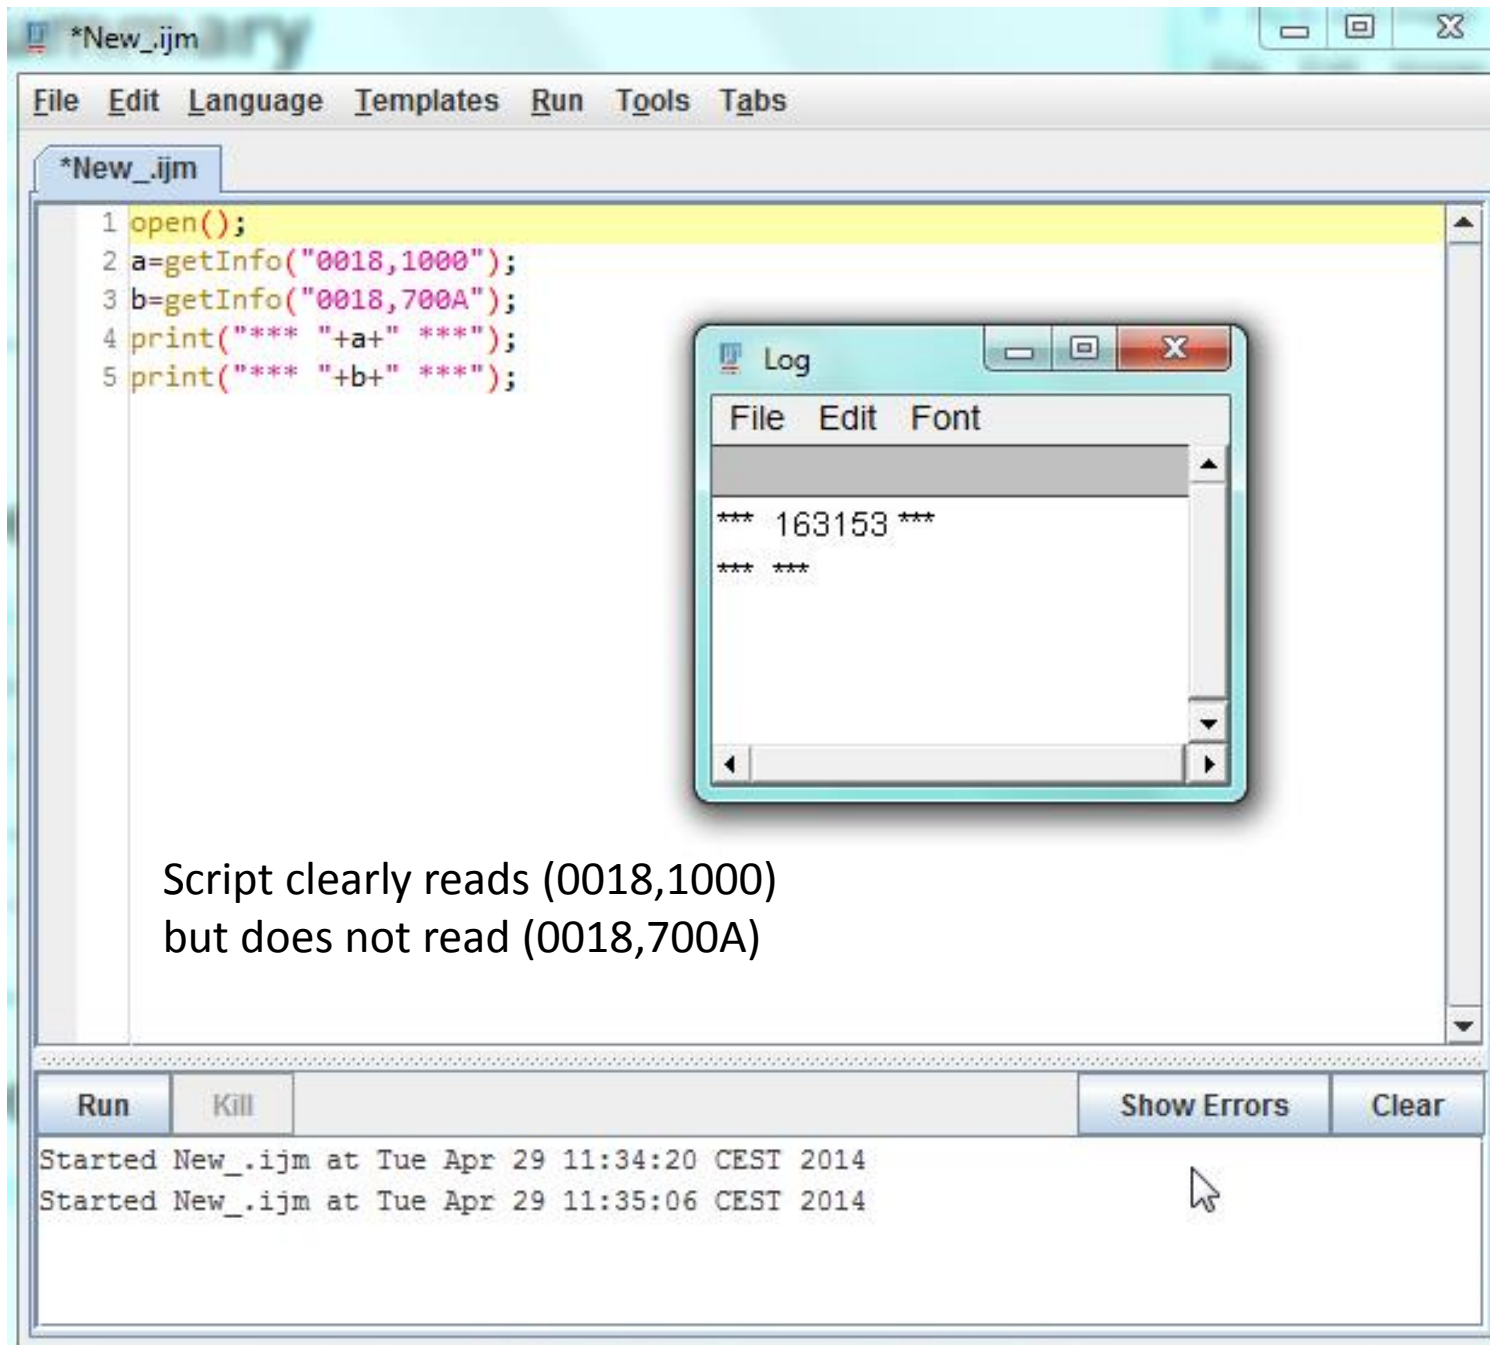 *New_.ijm
File Edit Language Templates Run Tools Tabs
*New_.ijm
1 open();
2 a=getInfo("0018,1000");
3 b=getInfo("0018,700A");
4 print("*** "+a+" ***");
5 print("*** "+b+" ***");
Log
File Edit Font
*** 163153 ***
*** ***
Script clearly reads (0018,1000)
but does not read (0018,700A)
Run Kill Show Errors Clear
Started New_.ijm at Tue Apr 29 11:34:20 CEST 2014
Started New_.ijm at Tue Apr 29 11:35:06 CEST 2014